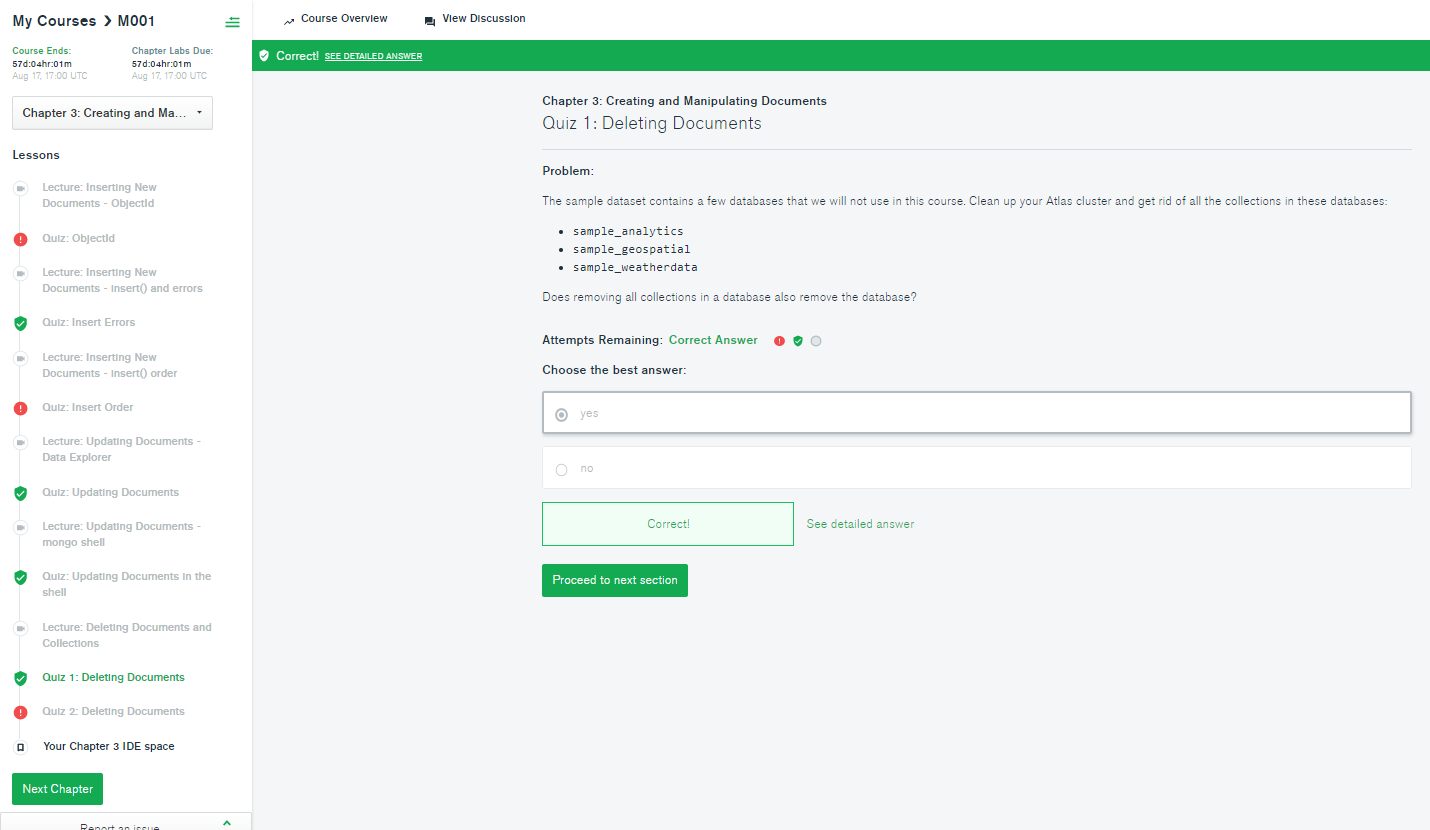 My Courses > M001
Course Ends:
57d:04hr:01m
Aug 17, 17:00 UTC
Chapter Labs Due:
57d:04hr:01m
Aug 17, 17:00 UTC
Chapter 3: Creating and Ma...
Lessons
Lecture: Inserting New
Documents - ObjectId
Quiz: ObjectId
Lecture: Inserting New
Documents - insert() and errors
Quiz: Insert Errors
Lecture: Inserting New
Documents - insert() order
Quiz: Insert Order
Lecture: Updating Documents -
Data Explorer
Quiz: Updating Documents
Lecture: Updating Documents -
mongo shell
Quiz: Updating Documents in the
shell
Lecture: Deleting Documents and
Collections
Quiz 1: Deleting Documents
Quiz 2: Deleting Documents
Your Chapter 3 IDE space
Next Chapter
Report an issue
Course Overview
View Discussion
Correct! SEE DETAILED ANSWER
Chapter 3: Creating and Manipulating Documents
Quiz 1: Deleting Documents
Problem:
The sample dataset contains a few databases that we will not use in this course. Clean up your Atlas cluster and get rid of all the collections in these databases:
• sample_analytics
• sample_geospatial
• sample_weatherdata
Does removing all collections in a database also remove the database?
Attempts Remaining: Correct Answer
Choose the best answer:
yes
no
Correct!
See detailed answer
Proceed to next section